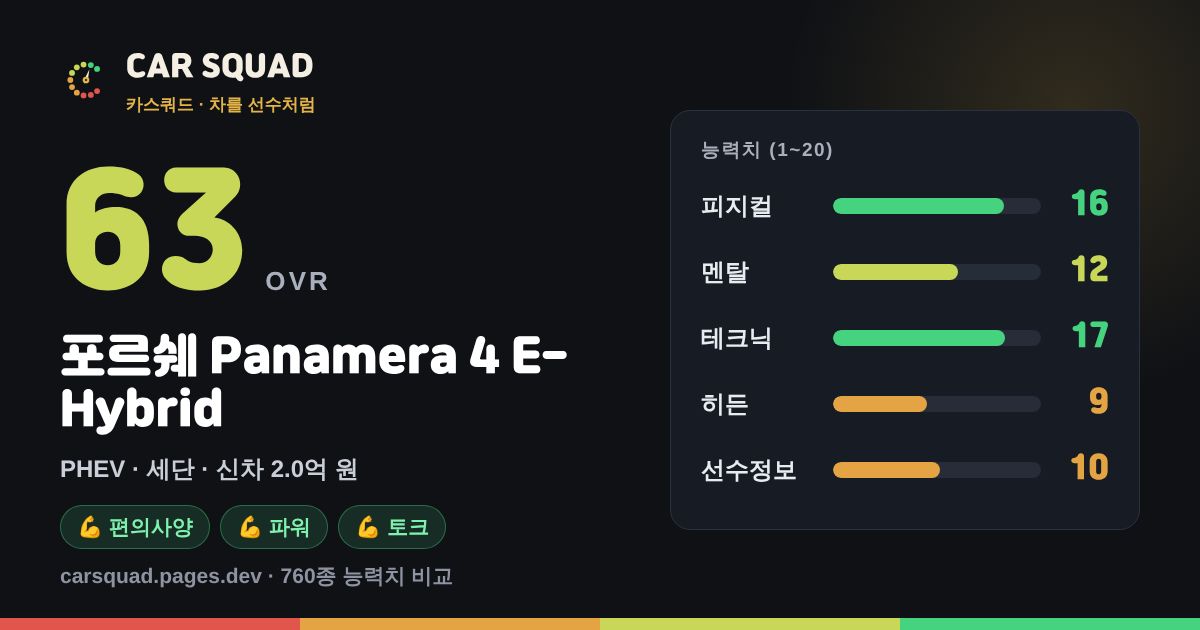 CAR SQUAD
카스쿼드 · 차를 선수처럼
63 OVR
포르쉐 Panamera 4 E-
Hybrid
PHEV · 세단 · 신차 2.0억 원
💪 편의사양 💪 파워 💪 토크
carsquad.pages.dev · 760종 능력치 비교
능력치 (1~20)
피지컬 16
멘탈 12
테크닉 17
히든 9
선수정보 10